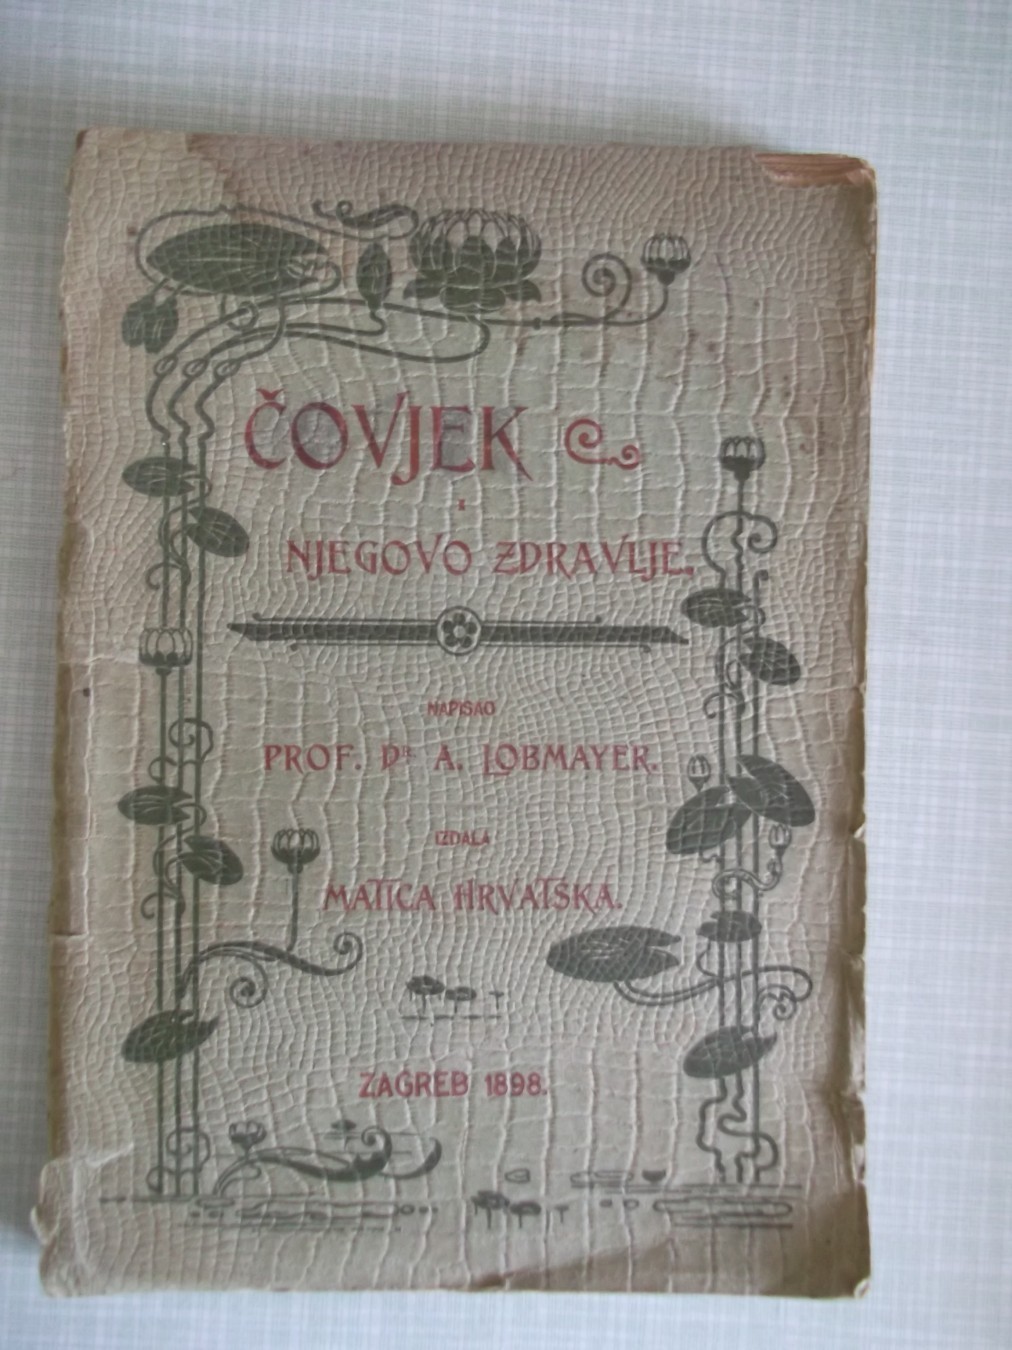 ČOVJEK
I
NJEGOVO ZDRAVLJE.
NAPISAO
PROF. DR. A. LOBMAYER.
IZDALA
MATICA HRVATSKA.
ZAGREB 1898.